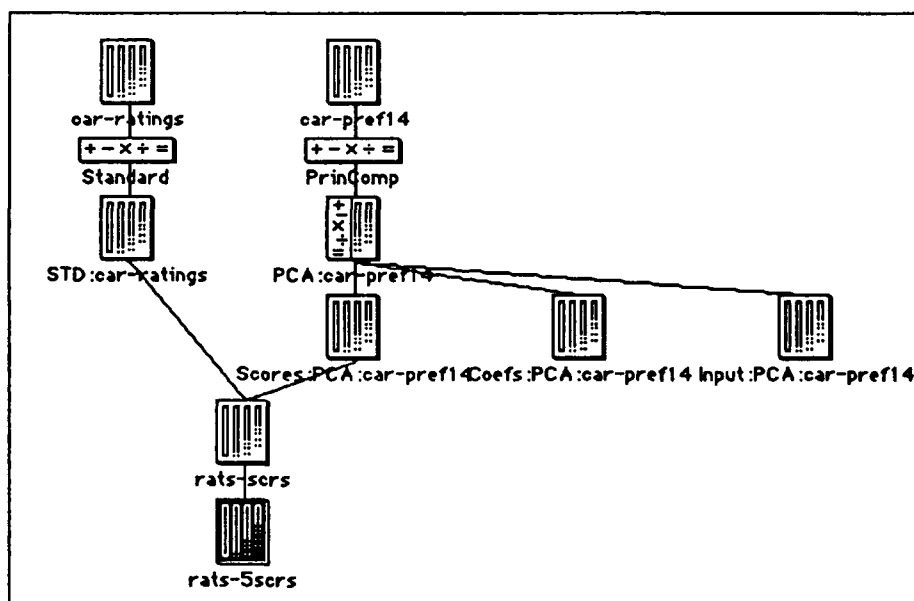 car-ratings car-pref14
+ − × ÷ = + − × ÷ =
Standard PrinComp
+ − × ÷ =
STD:car-ratings PCA:car-pref14
Scores:PCA:car-pref14 Coefs:PCA:car-pref14 Input:PCA:car-pref14
rats-scrs
rats-5scrs